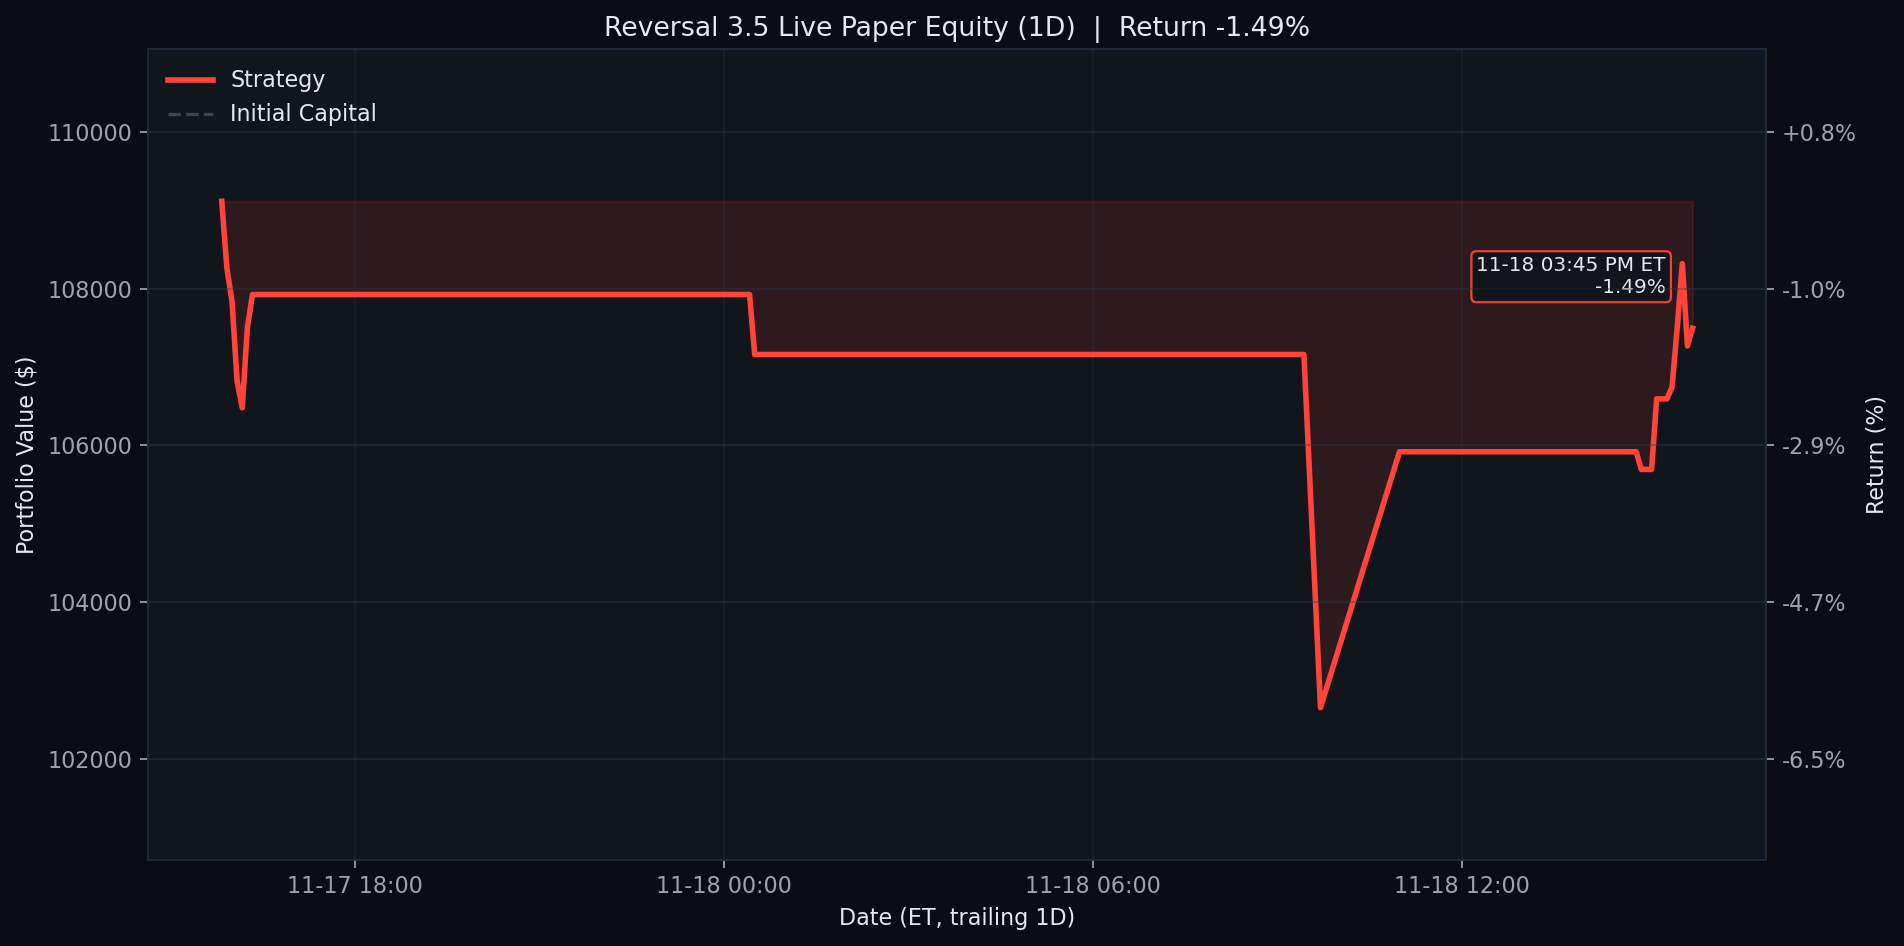 Reversal 3.5 Live Paper Equity (1D) | Return -1.49%
Strategy
Initial Capital
110000
108000
106000
104000
102000
Portfolio Value ($)
+0.8%
-1.0%
-2.9%
-4.7%
-6.5%
Return (%)
11-18 03:45 PM ET
-1.49%
11-17 18:00
11-18 00:00
11-18 06:00
11-18 12:00
Date (ET, trailing 1D)